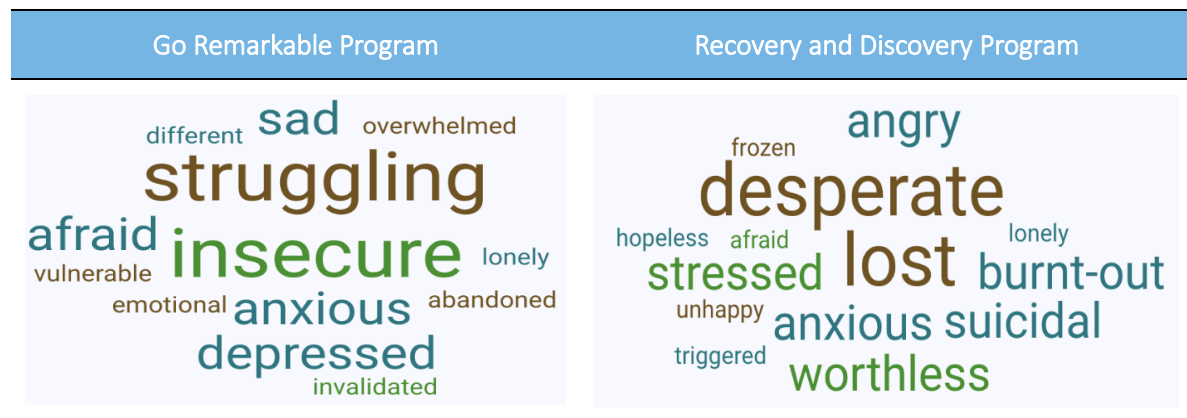 Go Remarkable Program
Recovery and Discovery Program
sad
different
overwhelmed
struggling
afraid
insecure
lonely
vulnerable
emotional
anxious
abandoned
depressed
invalidated
angry
frozen
desperate
hopeless
afraid
lost
lonely
stressed
burnt-out
unhappy
anxious
suicidal
triggered
worthless